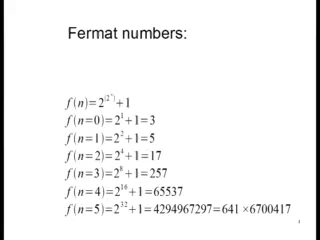 Fermat numbers:
f(n)=2^(2^n)+1
f(n=0)=2^1+1=3
f(n=1)=2^2+1=5
f(n=2)=2^4+1=17
f(n=3)=2^8+1=257
f(n=4)=2^16+1=65537
f(n=5)=2^32+1=4294967297=641×6700417